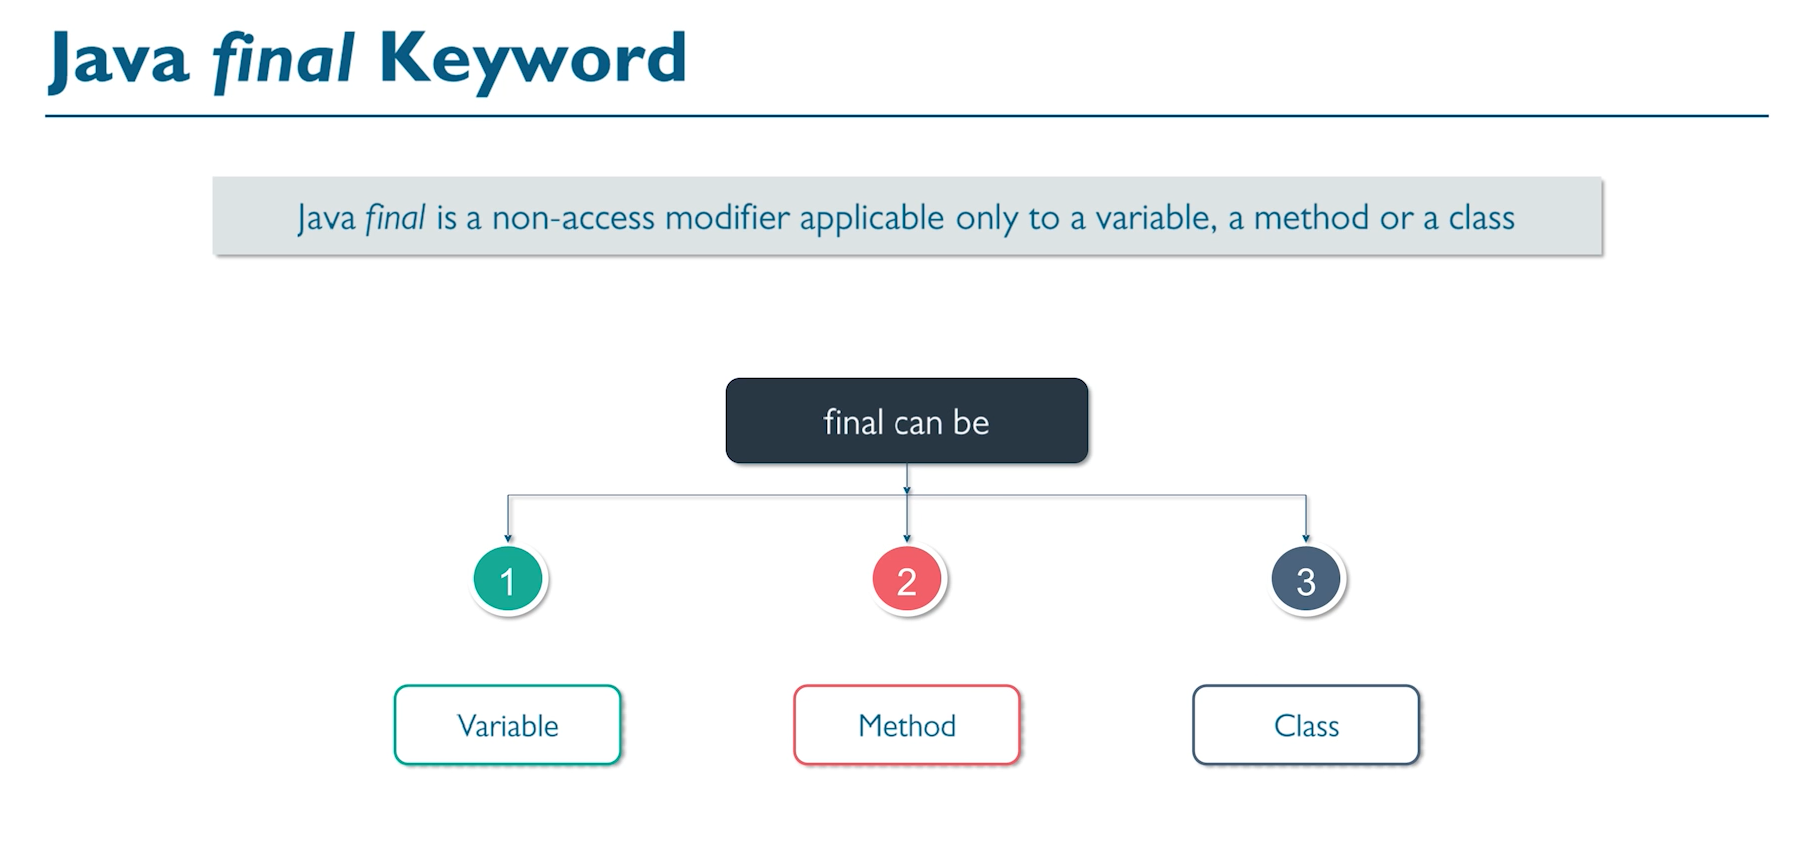 Java final Keyword
Java final is a non-access modifier applicable only to a variable, a method or a class
final can be
1
2
3
Variable
Method
Class